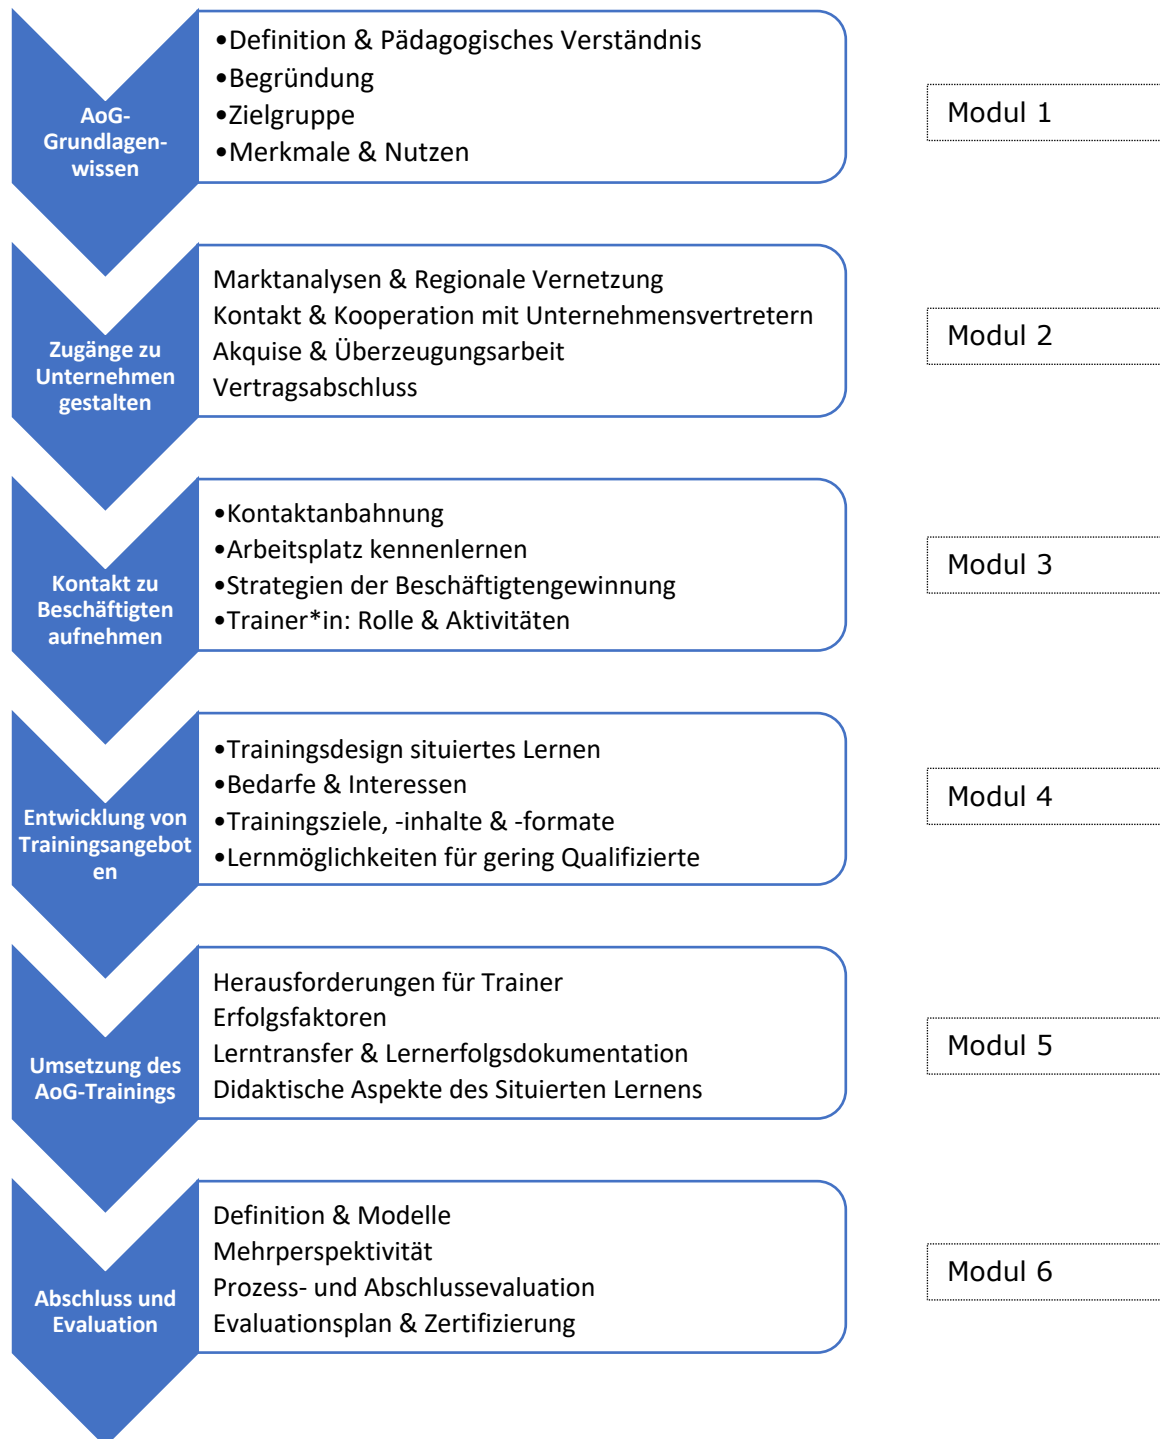 AoG-
Grundlagen-
wissen
•Definition & Pädagogisches Verständnis
•Begründung
•Zielgruppe
•Merkmale & Nutzen
Modul 1
Zugänge zu
Unternehmen
gestalten
Marktanalysen & Regionale Vernetzung
Kontakt & Kooperation mit Unternehmensvertretern
Akquise & Überzeugungsarbeit
Vertragsabschluss
Modul 2
Kontakt zu
Beschäftigten
aufnehmen
•Kontaktanbahnung
•Arbeitsplatz kennenlernen
•Strategien der Beschäftigtengewinnung
•Trainer*in: Rolle & Aktivitäten
Modul 3
Entwicklung von
Trainingsangebot
en
•Trainingsdesign situiertes Lernen
•Bedarfe & Interessen
•Trainingsziele, -inhalte & -formate
•Lernmöglichkeiten für gering Qualifizierte
Modul 4
Umsetzung des
AoG-Trainings
Herausforderungen für Trainer
Erfolgsfaktoren
Lerntransfer & Lernerfolgsdokumentation
Didaktische Aspekte des Situierten Lernens
Modul 5
Abschluss und
Evaluation
Definition & Modelle
Mehrperspektivität
Prozess- und Abschlussevaluation
Evaluationsplan & Zertifizierung
Modul 6